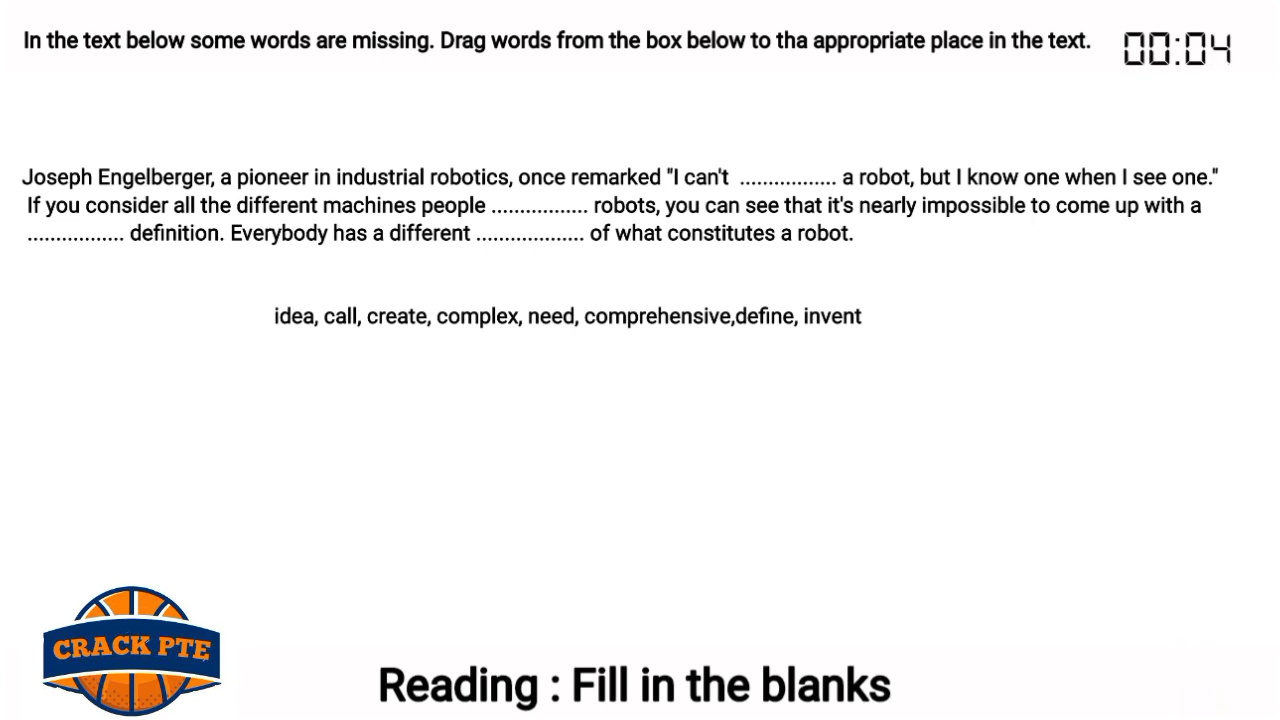 In the text below some words are missing. Drag words from the box below to tha appropriate place in the text.
00:04
Joseph Engelberger, a pioneer in industrial robotics, once remarked "I can't ................. a robot, but I know one when I see one."
If you consider all the different machines people ................. robots, you can see that it's nearly impossible to come up with a
................. definition. Everybody has a different ................... of what constitutes a robot.
idea, call, create, complex, need, comprehensive,define, invent
CRACK PTE
Reading : Fill in the blanks